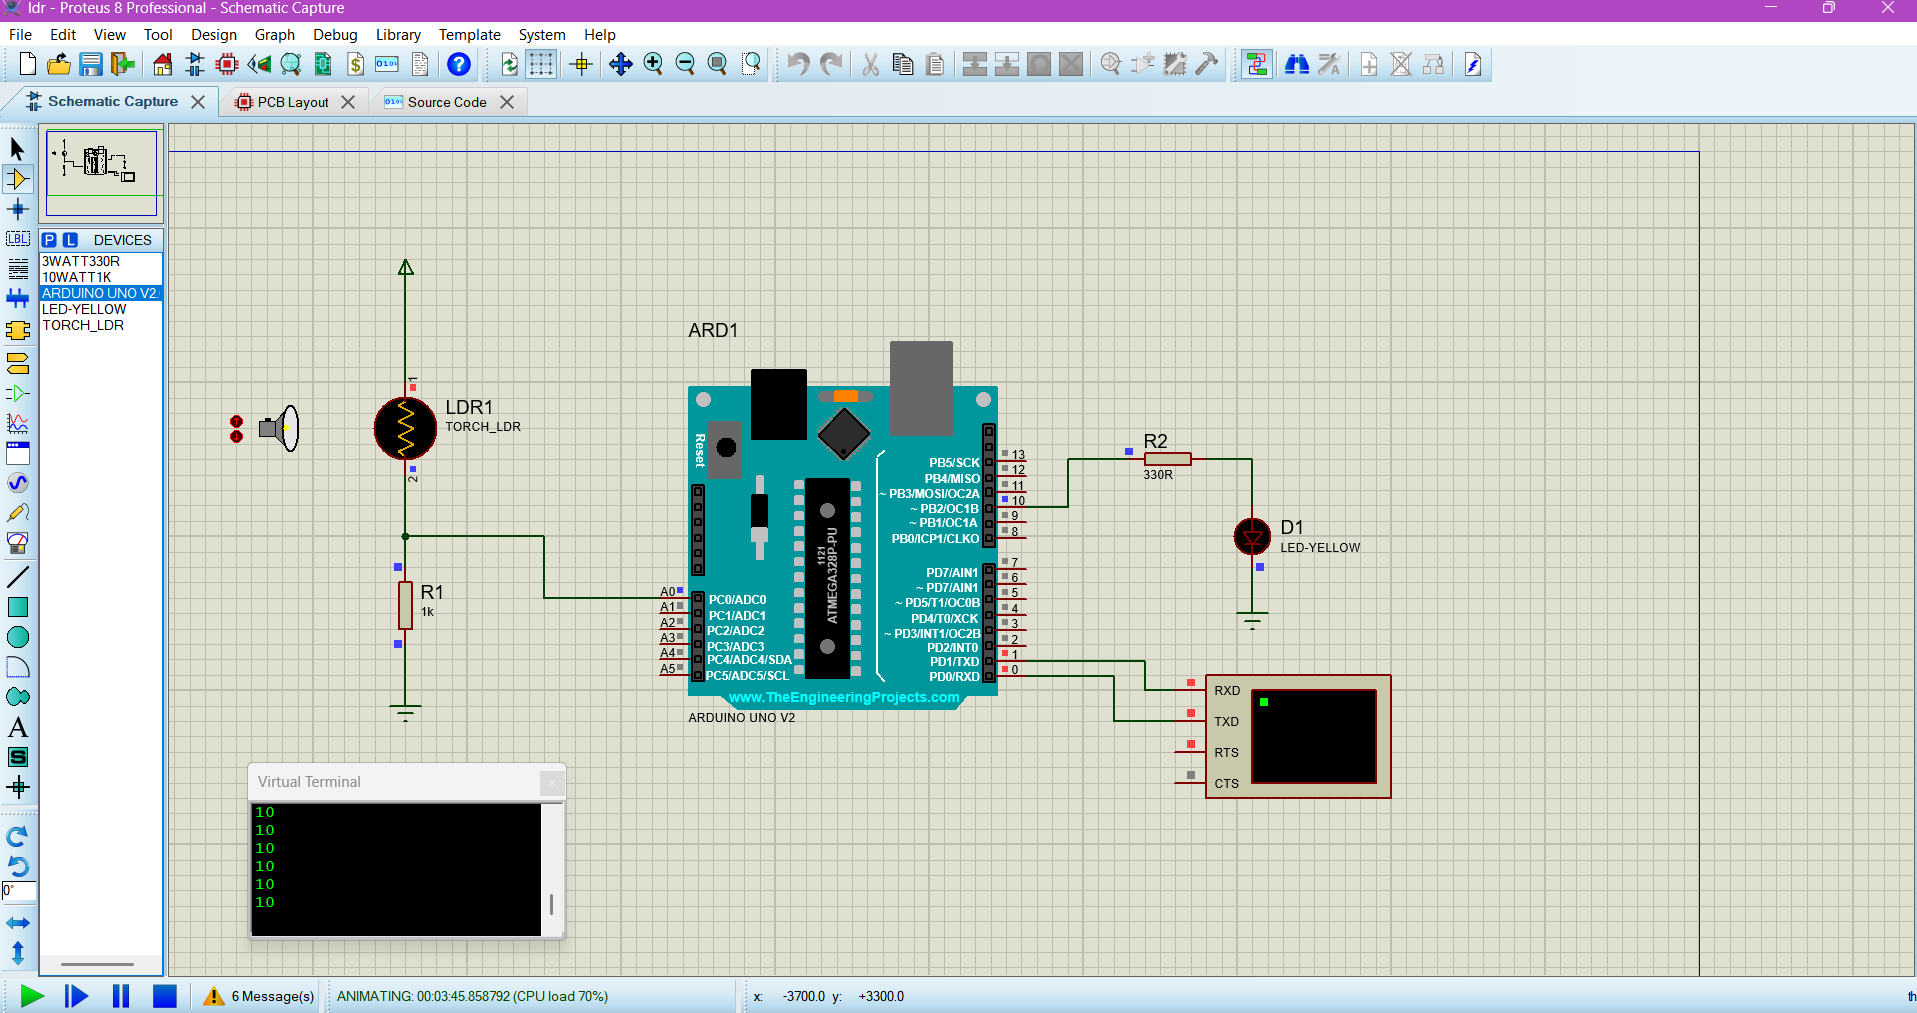 ldr - Proteus 8 Professional - Schematic Capture
File Edit View Tool Design Graph Debug Library Template System Help
Schematic Capture PCB Layout Source Code
P L DEVICES
3WATT330R
10WATT1K
ARDUINO UNO V2
LED-YELLOW
TORCH_LDR
LBL
A
S
0°
1
LDR1
TORCH_LDR
2
R1
1k
ARD1
Reset
1121
ATMEGA328P-PU
A0 PC0/ADC0
A1 PC1/ADC1
A2 PC2/ADC2
A3 PC3/ADC3
A4 PC4/ADC4/SDA
A5 PC5/ADC5/SCL
PB5/SCK 13
PB4/MISO 12
~ PB3/MOSI/OC2A 11
~ PB2/OC1B 10
~ PB1/OC1A 9
PB0/ICP1/CLKO 8
PD7/AIN1 7
~ PD7/AIN1 6
~ PD5/T1/OC0B 5
PD4/T0/XCK 4
~ PD3/INT1/OC2B 3
PD2/INT0 2
PD1/TXD 1
PD0/RXD 0
www.TheEngineeringProjects.com
ARDUINO UNO V2
R2
330R
D1
LED-YELLOW
RXD
TXD
RTS
CTS
Virtual Terminal
10
10
10
10
10
10
6 Message(s) ANIMATING: 00:03:45.858792 (CPU load 70%) x: -3700.0 y: +3300.0 th